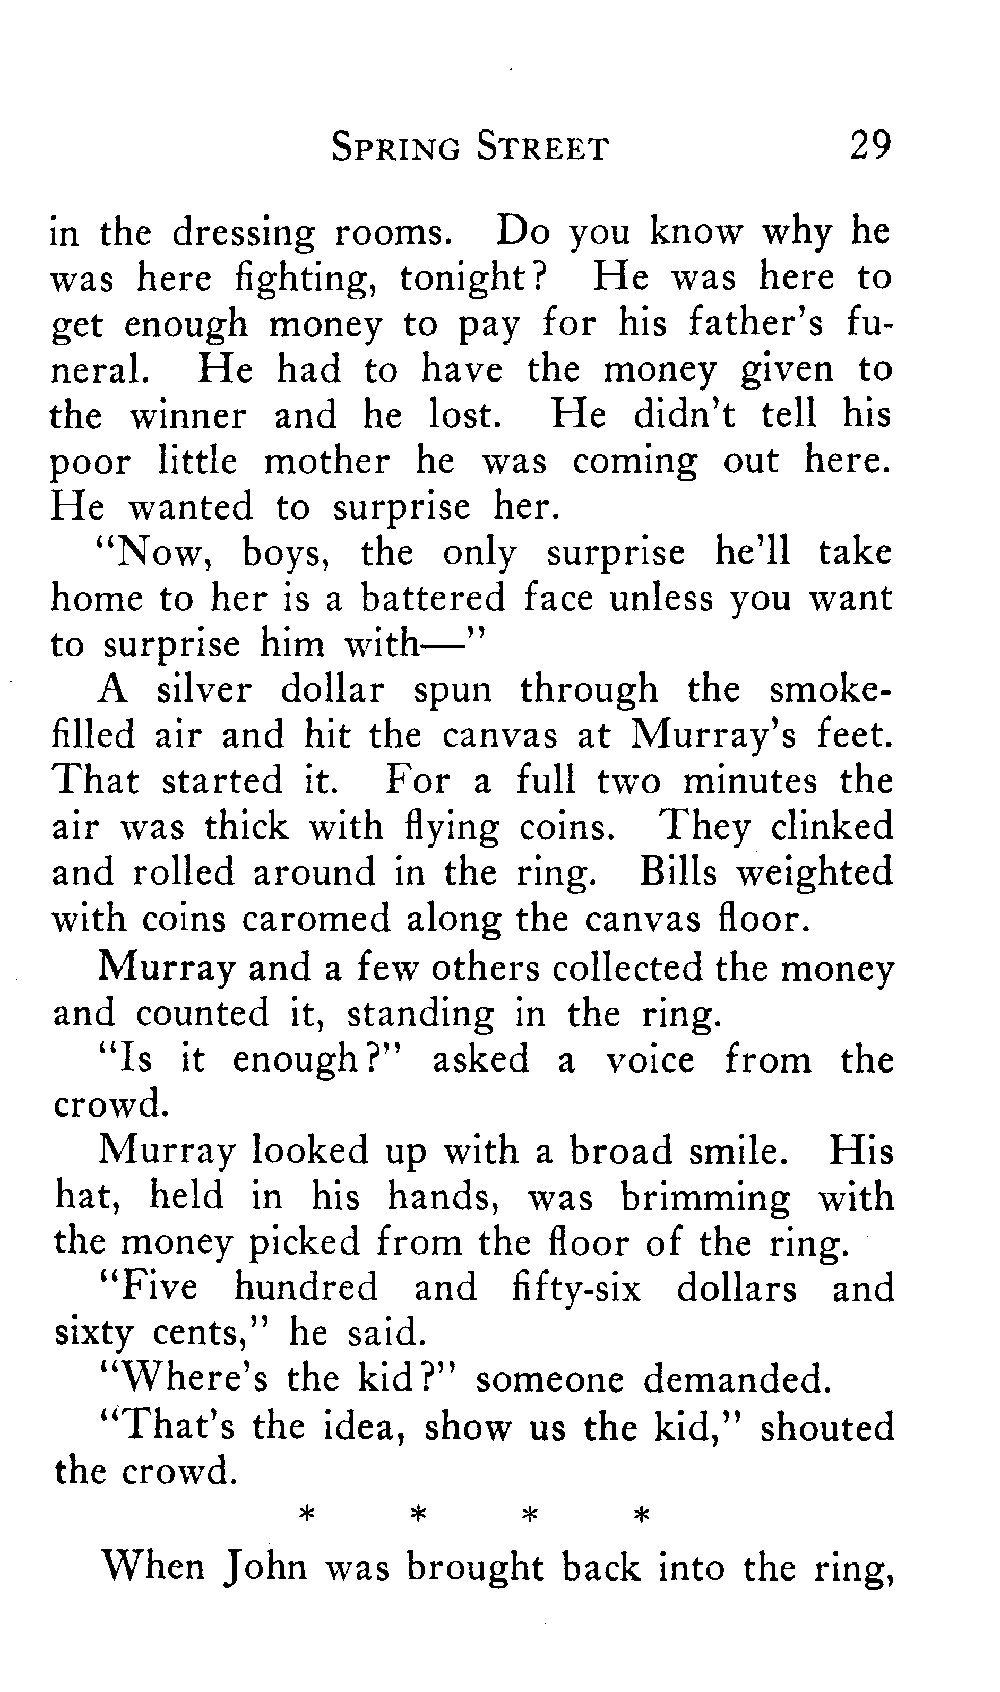 Spring Street 29
in the dressing rooms. Do you know why he
was here fighting, tonight? He was here to
get enough money to pay for his father's fu-
neral. He had to have the money given to
the winner and he lost. He didn't tell his
poor little mother he was coming out here.
He wanted to surprise her.
"Now, boys, the only surprise he'll take
home to her is a battered face unless you want
to surprise him with—"
A silver dollar spun through the smoke-
filled air and hit the canvas at Murray's feet.
That started it. For a full two minutes the
air was thick with flying coins. They clinked
and rolled around in the ring. Bills weighted
with coins caromed along the canvas floor.
Murray and a few others collected the money
and counted it, standing in the ring.
"Is it enough?" asked a voice from the
crowd.
Murray looked up with a broad smile. His
hat, held in his hands, was brimming with
the money picked from the floor of the ring.
"Five hundred and fifty-six dollars and
sixty cents," he said.
"Where's the kid?" someone demanded.
"That's the idea, show us the kid," shouted
the crowd.
* * * *
When John was brought back into the ring,